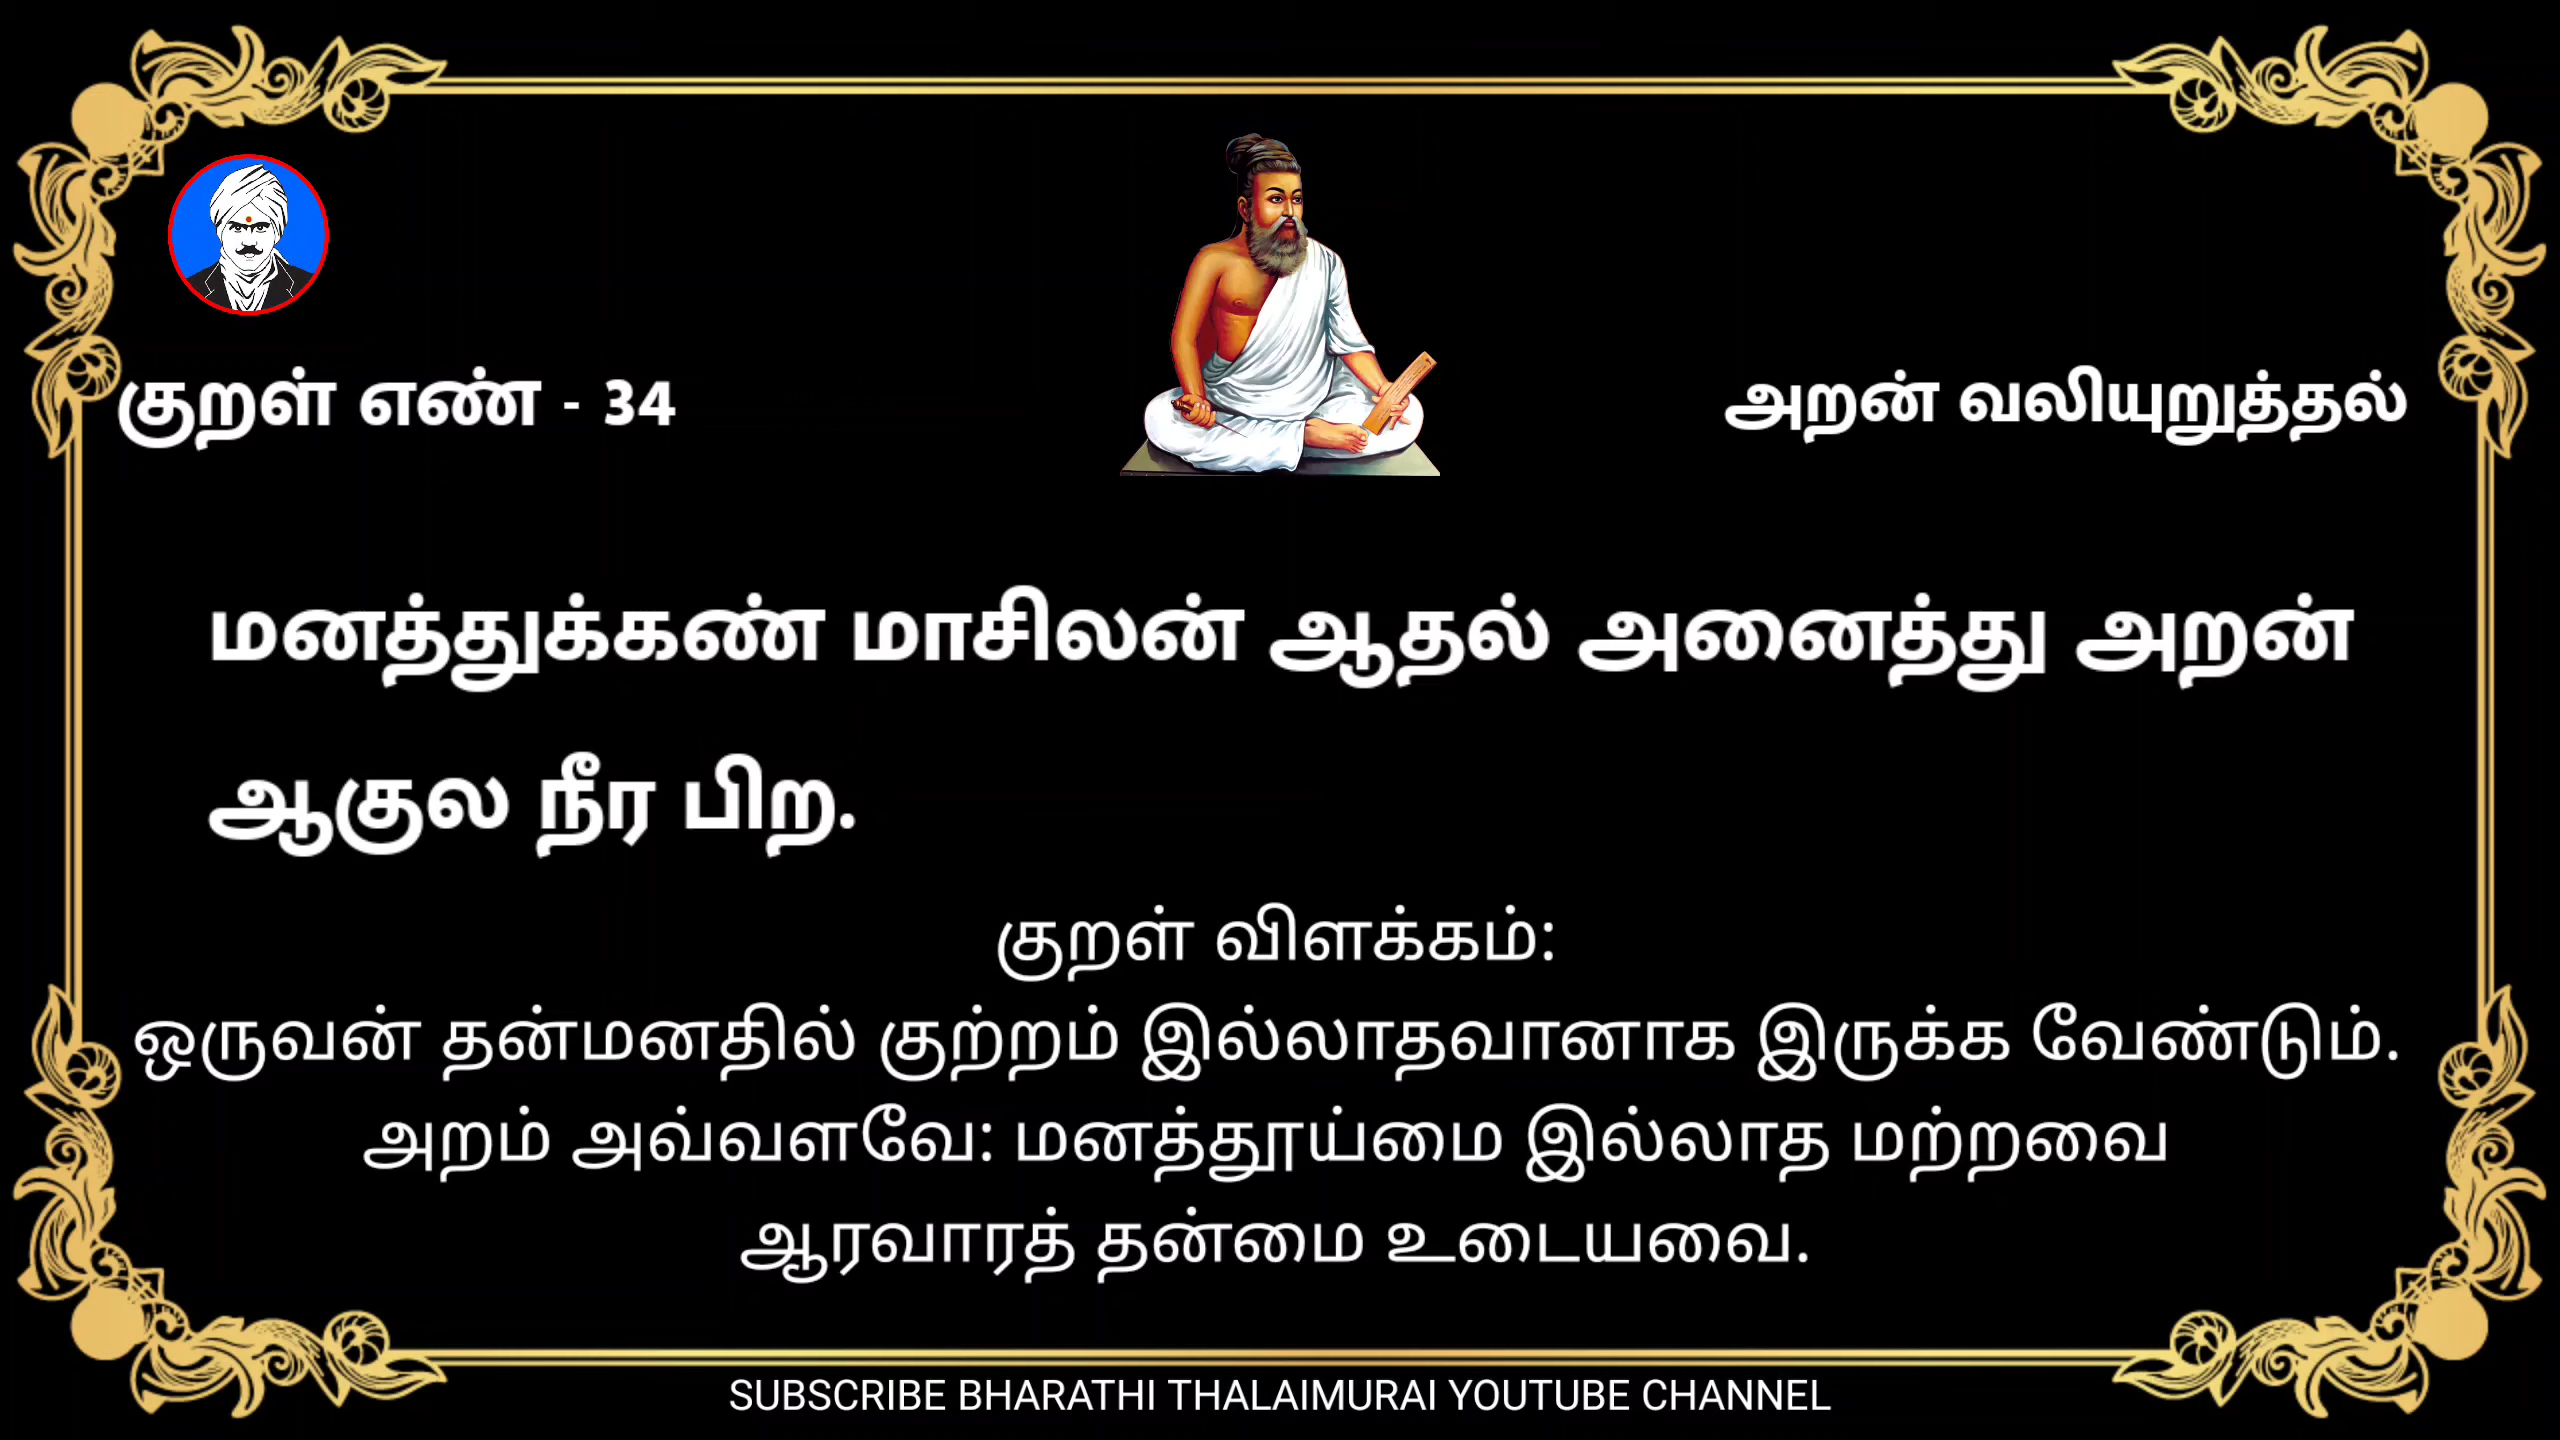 குறள் எண் - 34
அறன் வலியுறுத்தல்
மனத்துக்கண் மாசிலன் ஆதல் அனைத்து அறன்
ஆகுல நீர பிற.
குறள் விளக்கம்:
ஒருவன் தன்மனதில் குற்றம் இல்லாதவானாக இருக்க வேண்டும்.
அறம் அவ்வளவே: மனத்தூய்மை இல்லாத மற்றவை
ஆரவாரத் தன்மை உடையவை.
SUBSCRIBE BHARATHI THALAIMURAI YOUTUBE CHANNEL